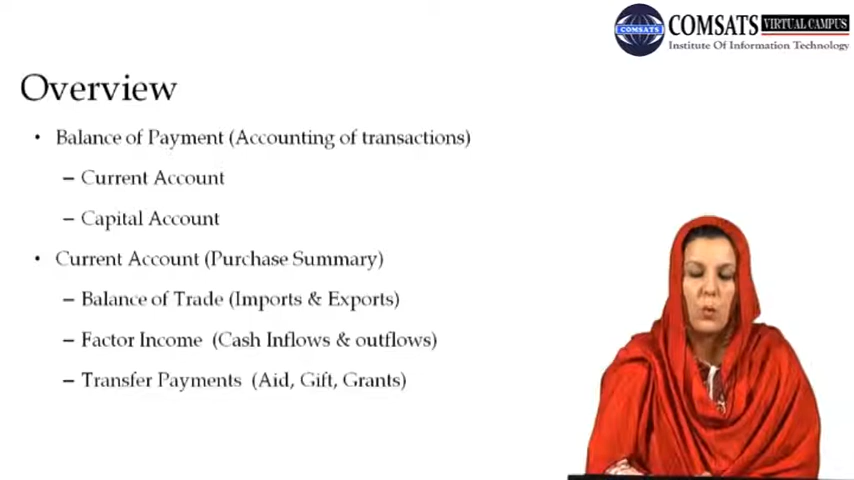 COMSATS VIRTUAL CAMPUS
COMSATS
Institute Of Information Technology
Overview
• Balance of Payment (Accounting of transactions)
– Current Account
– Capital Account
• Current Account (Purchase Summary)
– Balance of Trade (Imports & Exports)
– Factor Income (Cash Inflows & outflows)
– Transfer Payments (Aid, Gift, Grants)